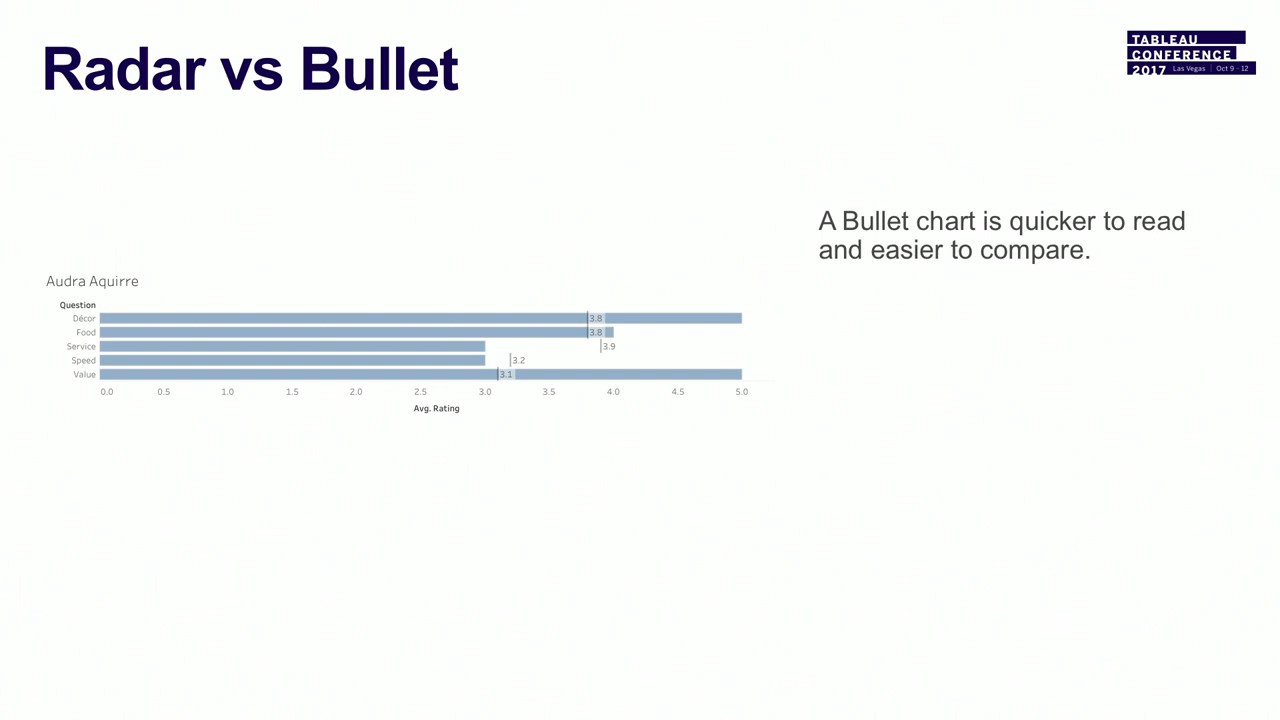 Radar vs Bullet
TABLEAU
CONFERENCE
2017 Las Vegas | Oct 9 - 12
A Bullet chart is quicker to read
and easier to compare.
Audra Aquirre
Question
Décor 3.8
Food 3.8
Service 3.9
Speed 3.2
Value 3.1
0.0 0.5 1.0 1.5 2.0 2.5 3.0 3.5 4.0 4.5 5.0
Avg. Rating